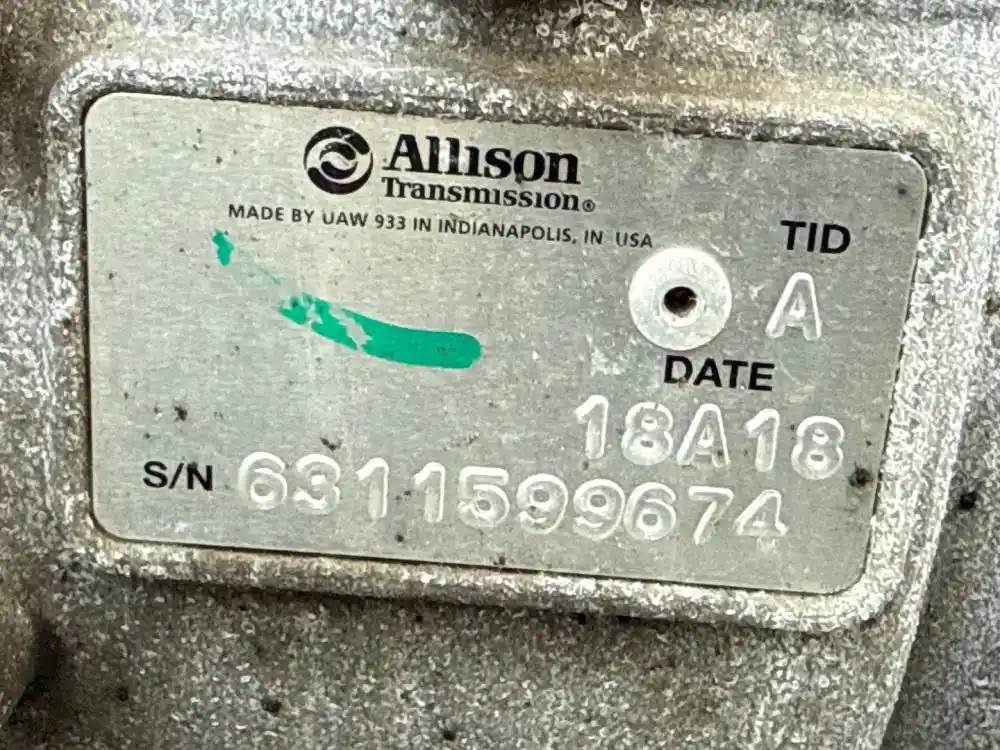 Allison
Transmission®
MADE BY UAW 933 IN INDIANAPOLIS, IN USA
TID
A
DATE
18A18
S/N 6311599674